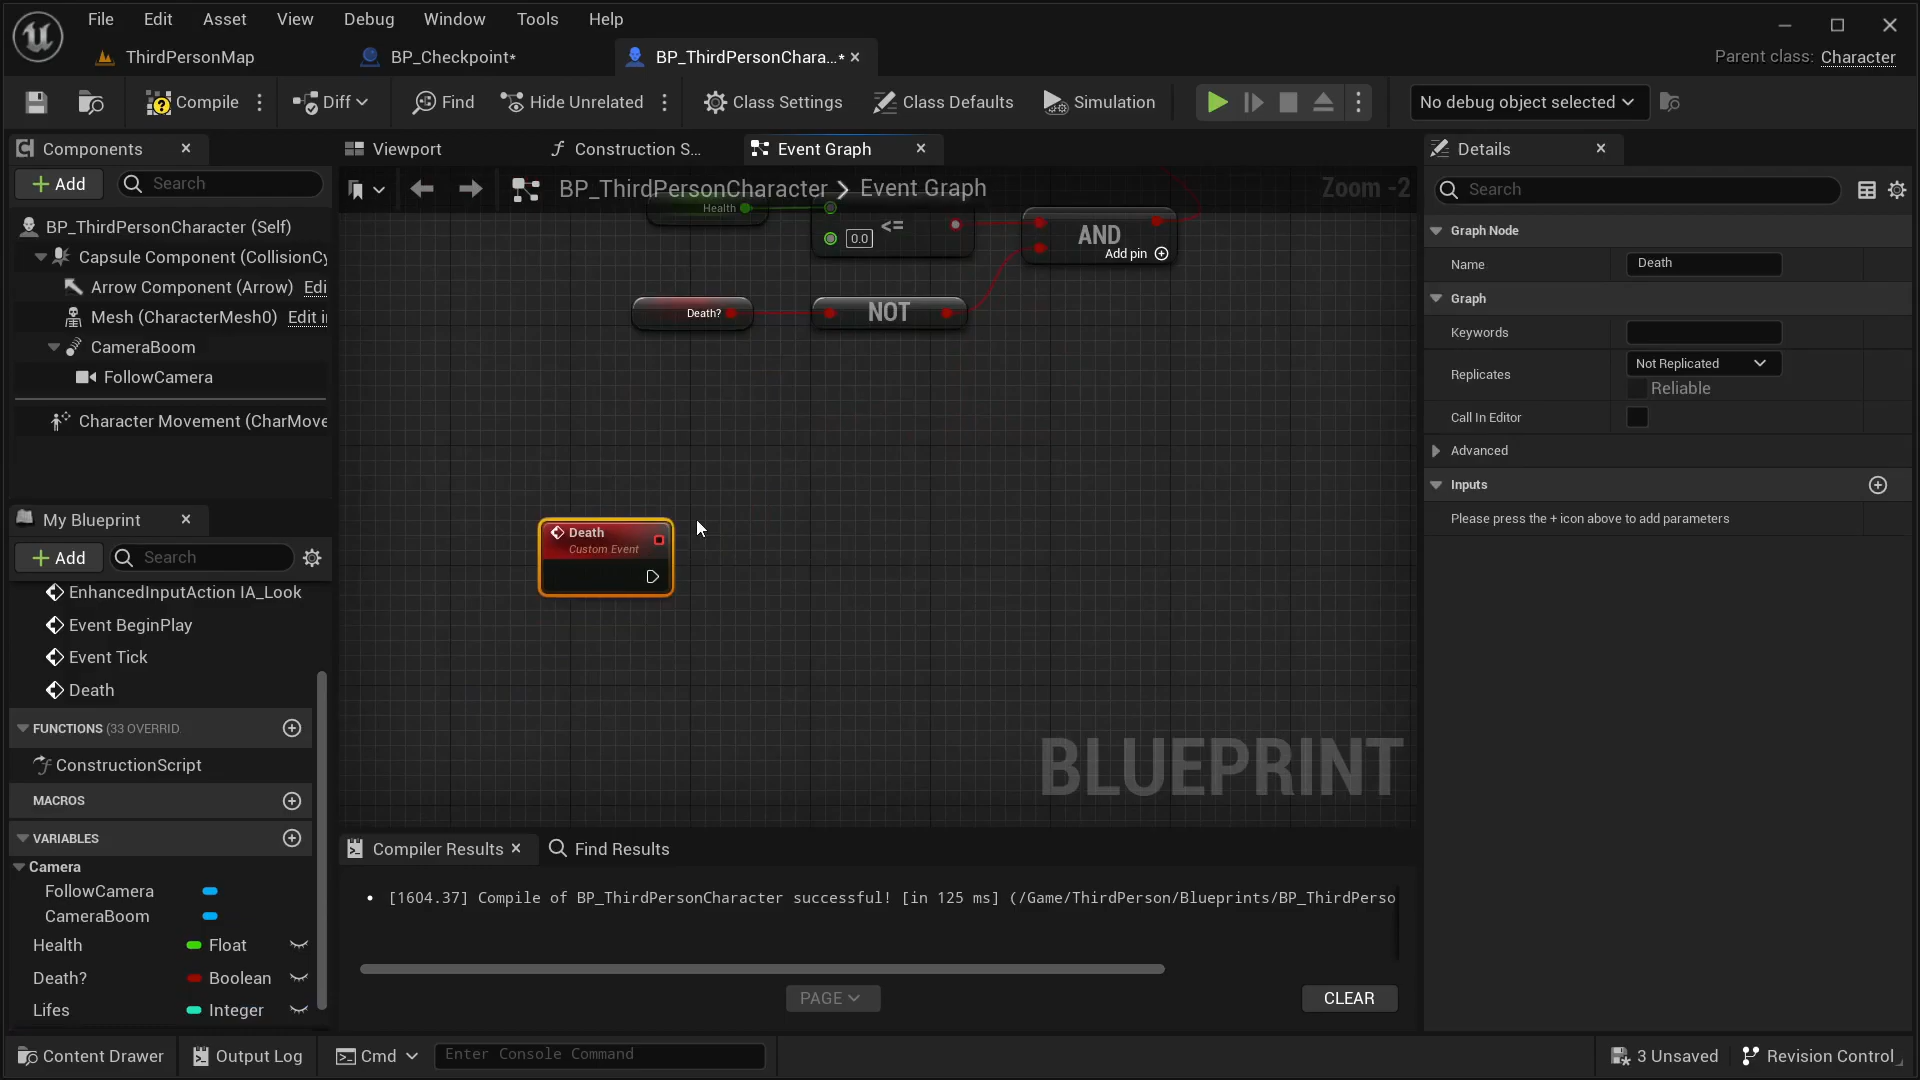 File Edit Asset View Debug Window Tools Help
ThirdPersonMap
BP_Checkpoint*
BP_ThirdPersonChara...*
Parent class: Character
Compile
Diff
Find
Hide Unrelated
Class Settings
Class Defaults
Simulation
No debug object selected
Components
Add
Search
BP_ThirdPersonCharacter (Self)
Capsule Component (CollisionCy
Arrow Component (Arrow) Edi
Mesh (CharacterMesh0) Edit i
CameraBoom
FollowCamera
Character Movement (CharMove
My Blueprint
Add
Search
EnhancedInputAction IA_Look
Event BeginPlay
Event Tick
Death
FUNCTIONS (33 OVERRID
ConstructionScript
MACROS
VARIABLES
Camera
FollowCamera
CameraBoom
Health Float
Death? Boolean
Lifes Integer
Viewport
Construction S...
Event Graph
BP_ThirdPersonCharacter > Event Graph
Zoom -2
Health
<=
0.0
AND
Add pin
Death?
NOT
Death
Custom Event
BLUEPRINT
Compiler Results
Find Results
• [1604.37] Compile of BP_ThirdPersonCharacter successful! [in 125 ms] (/Game/ThirdPerson/Blueprints/BP_ThirdPerso
PAGE
CLEAR
Details
Search
Graph Node
Name Death
Graph
Keywords
Replicates Not Replicated
Reliable
Call In Editor
Advanced
Inputs
Please press the + icon above to add parameters
Content Drawer
Output Log
Cmd
Enter Console Command
3 Unsaved
Revision Control